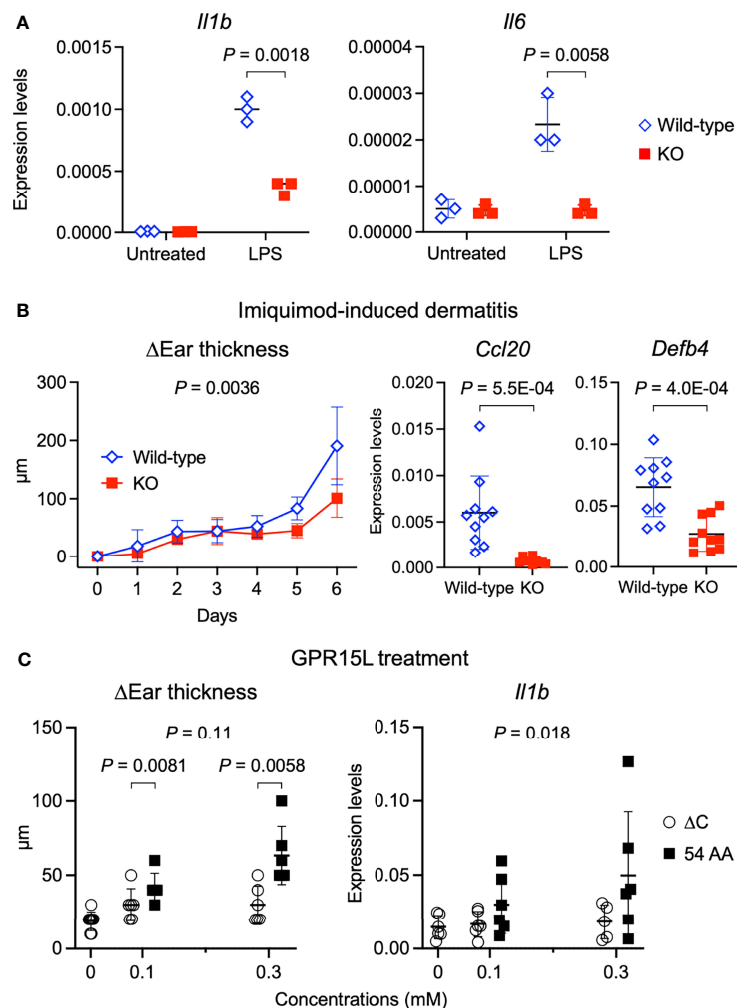 A
Il1b
Il6
Expression levels
0.0015
0.0010
0.0005
0.0000
P = 0.0018
Untreated
LPS
0.00004
0.00003
0.00002
0.00001
0.00000
P = 0.0058
Untreated
LPS
Wild-type
KO
B
Imiquimod-induced dermatitis
ΔEar thickness
P = 0.0036
μm
300
200
100
0
Wild-type
KO
0 1 2 3 4 5 6
Days
Ccl20
Expression levels
0.020
0.015
0.010
0.005
0.000
P = 5.5E-04
Wild-type KO
Defb4
0.15
0.10
0.05
0.00
P = 4.0E-04
Wild-type KO
C
GPR15L treatment
ΔEar thickness
μm
150
100
50
0
P = 0.11
P = 0.0081
P = 0.0058
0 0.1 0.3
Il1b
Expression levels
0.15
0.10
0.05
0.00
P = 0.018
0 0.1 0.3
ΔC
54 AA
Concentrations (mM)